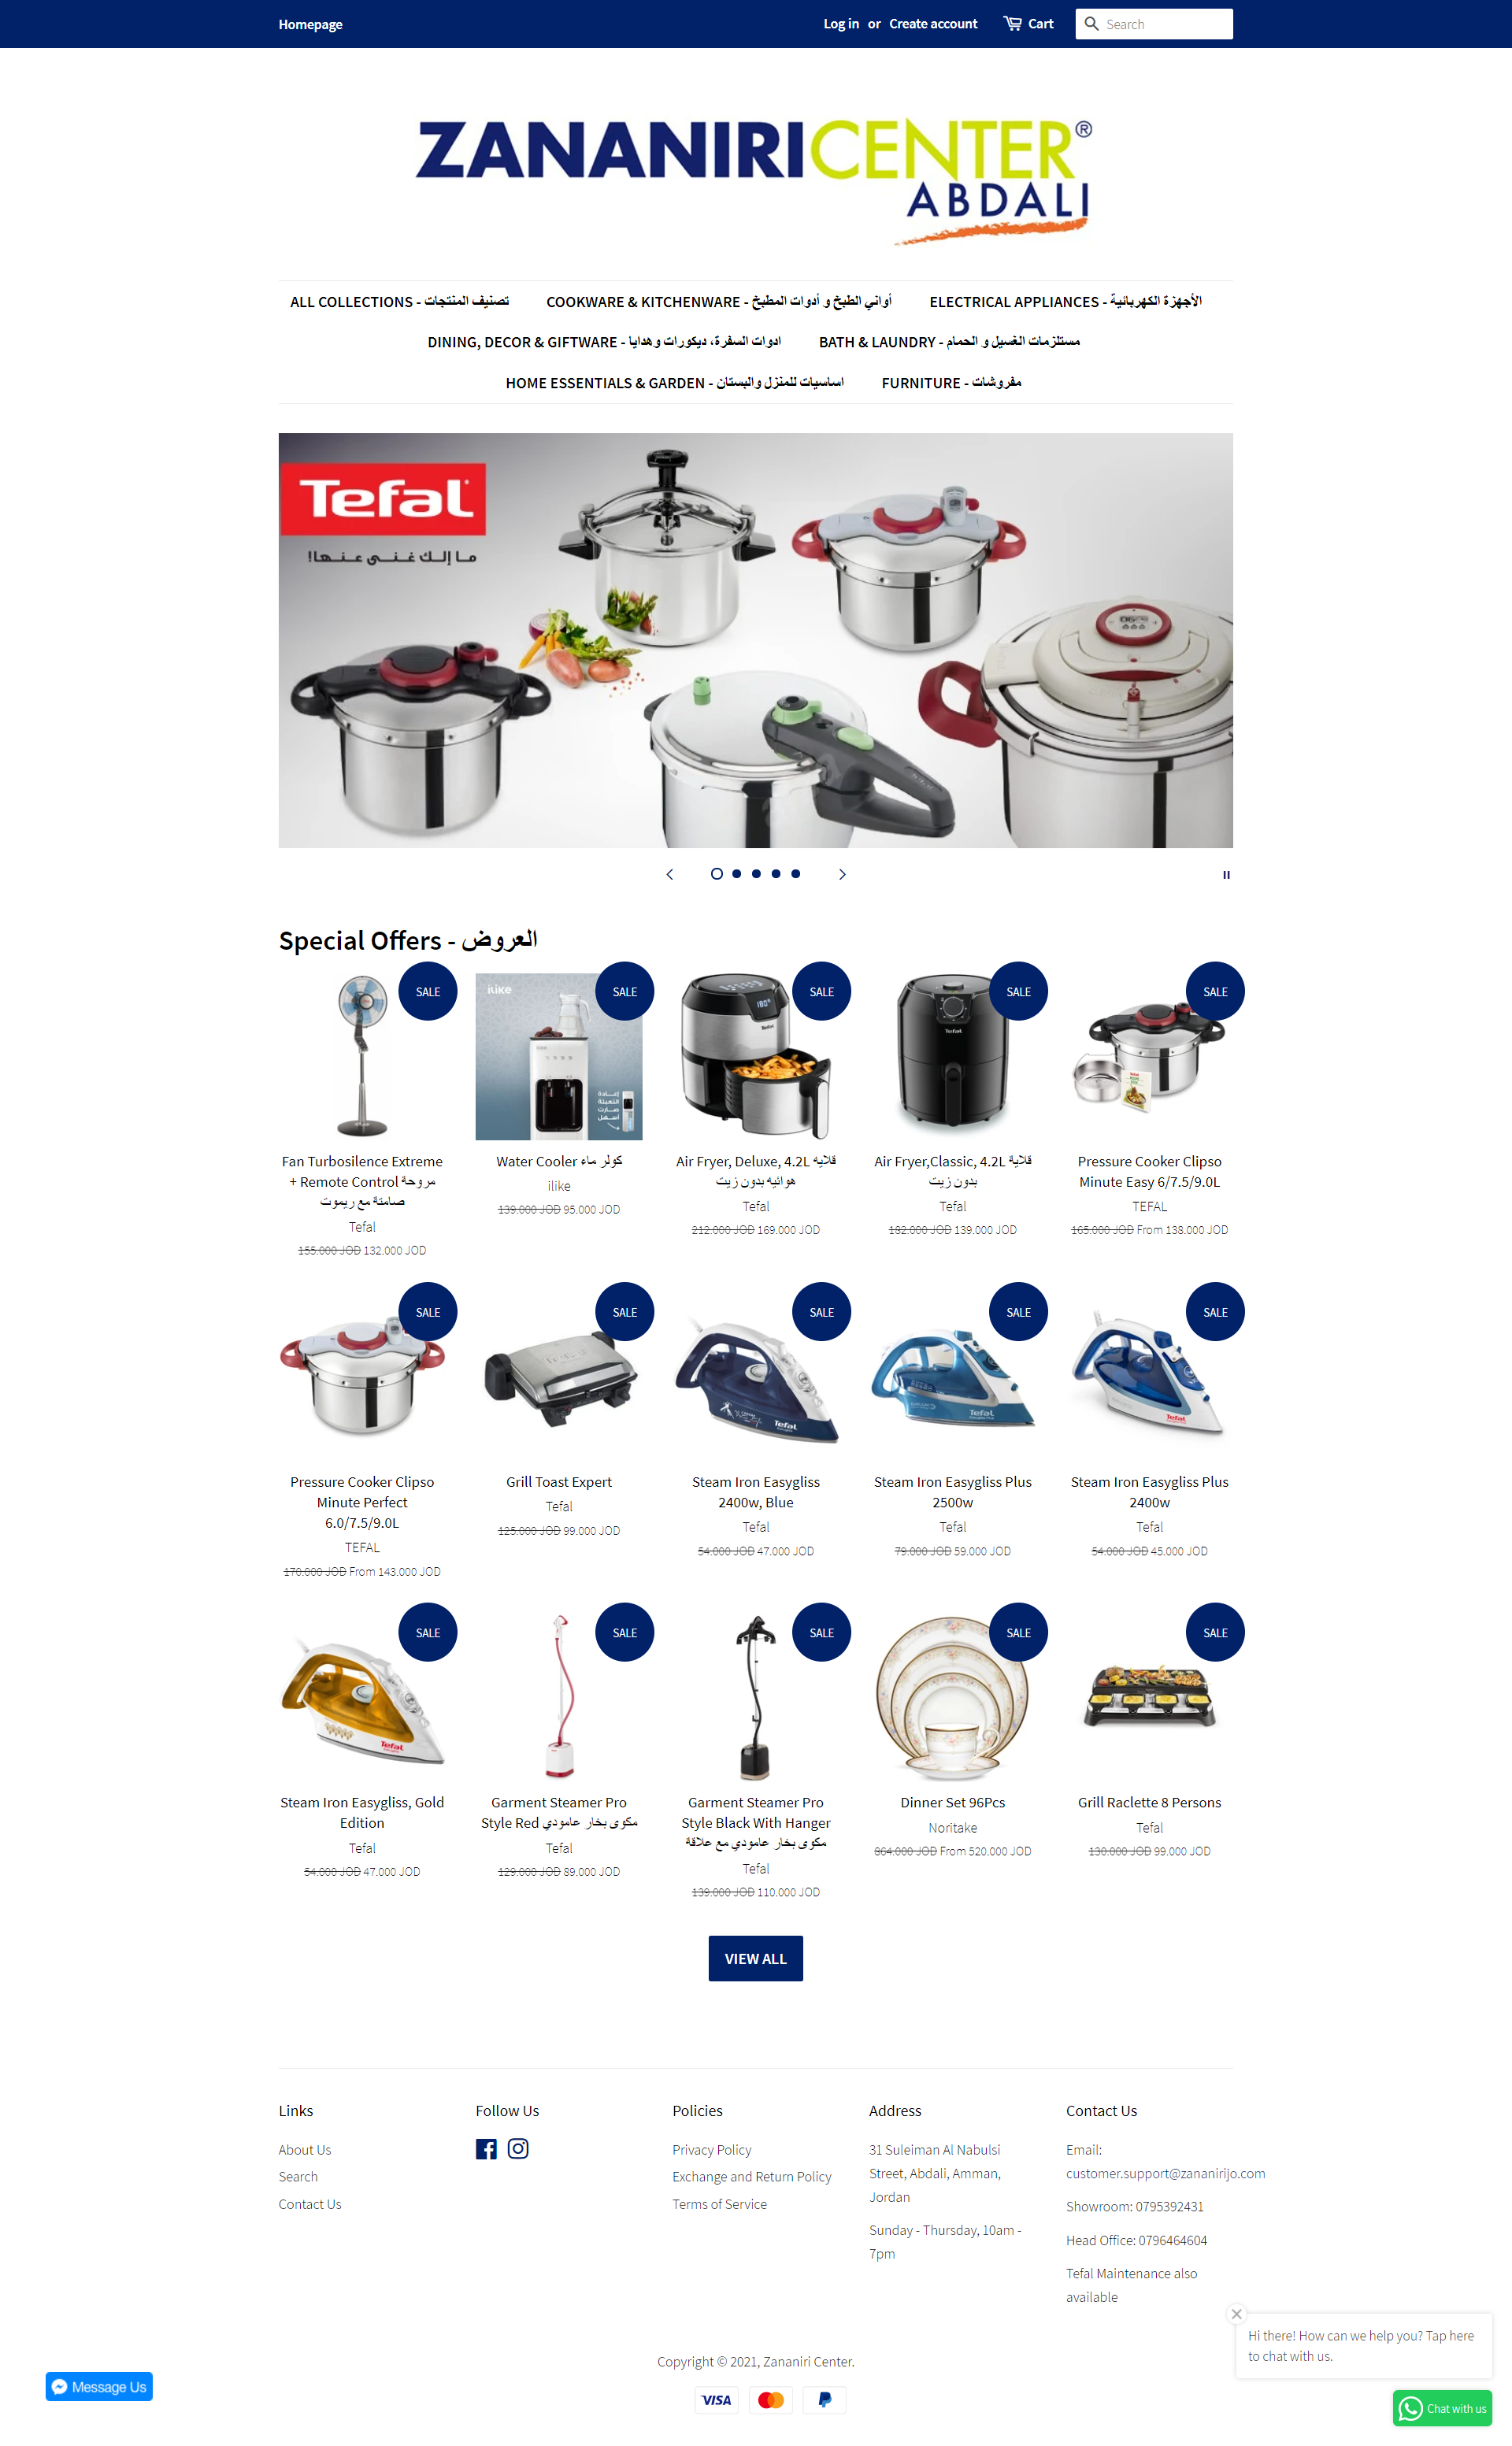 Homepage
Log in or Create account Cart Search
ZANANIRI CENTER®
ABDALI
ALL COLLECTIONS - تصنيف المنتجات COOKWARE & KITCHENWARE - أواني الطبخ و أدوات المطبخ ELECTRICAL APPLIANCES - الأجهزة الكهربائية
DINING, DECOR & GIFTWARE - ادوات السفرة، ديكورات وهدايا BATH & LAUNDRY - مستلزمات الغسيل و الحمام
HOME ESSENTIALS & GARDEN - اساسيات للمنزل والبستان FURNITURE - مفروشات
Tefal
ما إلك غنى عنها!
Special Offers - العروض
SALE
Fan Turbosilence Extreme
+ Remote Control مروحة
صامتة مع ريموت
Tefal
155.000 JOD 132.000 JOD
SALE
ilike
إعادة
التعبئة
صارت
أسهل
Water Cooler كولر ماء
ilike
139.000 JOD 95.000 JOD
SALE
Air Fryer, Deluxe, 4.2L قلايه
هوائيه بدون زيت
Tefal
212.000 JOD 169.000 JOD
SALE
Tefal
Air Fryer,Classic, 4.2L قلاية
بدون زيت
Tefal
182.000 JOD 139.000 JOD
SALE
Pressure Cooker Clipso
Minute Easy 6/7.5/9.0L
TEFAL
165.000 JOD From 138.000 JOD
SALE
Pressure Cooker Clipso
Minute Perfect
6.0/7.5/9.0L
TEFAL
170.000 JOD From 143.000 JOD
SALE
Grill Toast Expert
Tefal
125.000 JOD 99.000 JOD
SALE
Tefal
Steam Iron Easygliss
2400w, Blue
Tefal
54.000 JOD 47.000 JOD
SALE
Tefal
Steam Iron Easygliss Plus
2500w
Tefal
79.000 JOD 59.000 JOD
SALE
Tefal
Steam Iron Easygliss Plus
2400w
Tefal
54.000 JOD 45.000 JOD
SALE
Tefal
Steam Iron Easygliss, Gold
Edition
Tefal
54.000 JOD 47.000 JOD
SALE
Garment Steamer Pro
Style Red مكوى بخار عامودي
Tefal
129.000 JOD 89.000 JOD
SALE
Garment Steamer Pro
Style Black With Hanger
مكوى بخار عامودي مع علاقة
Tefal
139.000 JOD 110.000 JOD
SALE
Dinner Set 96Pcs
Noritake
864.000 JOD From 520.000 JOD
SALE
Grill Raclette 8 Persons
Tefal
130.000 JOD 99.000 JOD
VIEW ALL
Links
About Us
Search
Contact Us
Follow Us
Policies
Privacy Policy
Exchange and Return Policy
Terms of Service
Address
31 Suleiman Al Nabulsi
Street, Abdali, Amman,
Jordan
Sunday - Thursday, 10am -
7pm
Contact Us
Email:
customer.support@zananirijo.com
Showroom: 0795392431
Head Office: 0796464604
Tefal Maintenance also
available
Hi there! How can we help you? Tap here
to chat with us.
Copyright © 2021, Zananiri Center.
Message Us
VISA
Chat with us